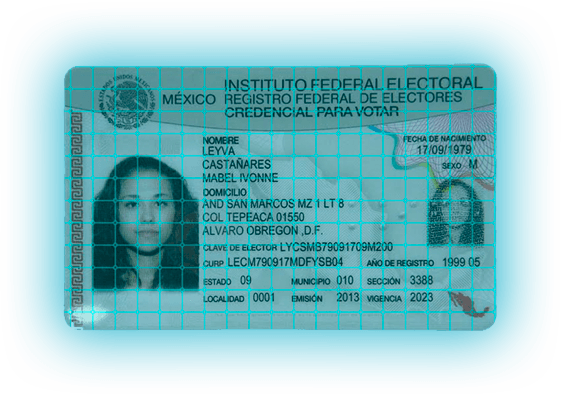 ESTADOS UNIDOS MEXICANOS
INSTITUTO FEDERAL ELECTORAL
MÉXICO REGISTRO FEDERAL DE ELECTORES
CREDENCIAL PARA VOTAR
NOMBRE
LEYVA
CASTAÑARES
MABEL IVONNE
FECHA DE NACIMIENTO
17/09/1979
SEXO M
DOMICILIO
AND SAN MARCOS MZ 1 LT 8
COL TEPEACA 01550
ALVARO OBREGON ,D.F.
CLAVE DE ELECTOR LYCSMB79091709M200
CURP LECM790917MDFYSB04 AÑO DE REGISTRO 1999 05
ESTADO 09 MUNICIPIO 010 SECCIÓN 3388
LOCALIDAD 0001 EMISIÓN 2013 VIGENCIA 2023